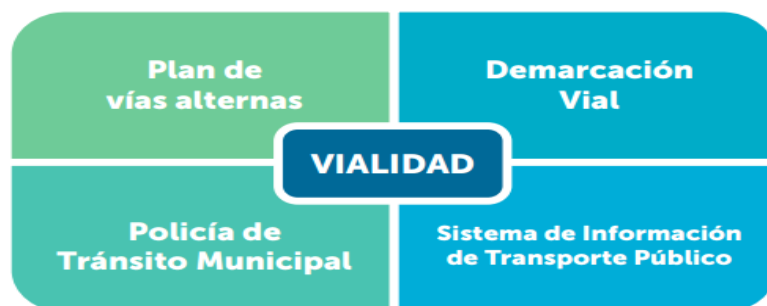 Plan de
vías alternas
Demarcación
Vial
VIALIDAD
Policía de
Tránsito Municipal
Sistema de Información
de Transporte Público